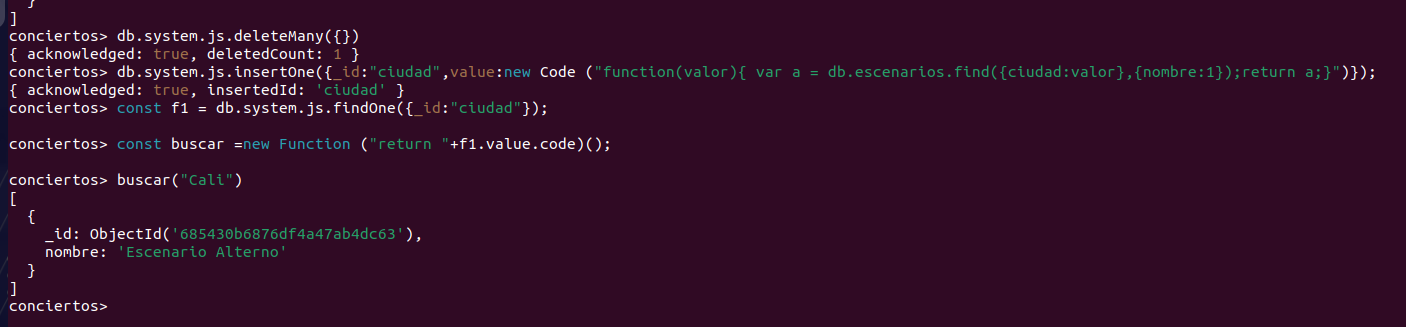 }
]
conciertos> db.system.js.deleteMany({})
{ acknowledged: true, deletedCount: 1 }
conciertos> db.system.js.insertOne({_id:"ciudad",value:new Code ("function(valor){ var a = db.escenarios.find({ciudad:valor},{nombre:1});return a;}")});
{ acknowledged: true, insertedId: 'ciudad' }
conciertos> const f1 = db.system.js.findOne({_id:"ciudad"});
conciertos> const buscar =new Function ("return "+f1.value.code)();
conciertos> buscar("Cali")
[
  {
    _id: ObjectId('685430b6876df4a47ab4dc63'),
    nombre: 'Escenario Alterno'
  }
]
conciertos>